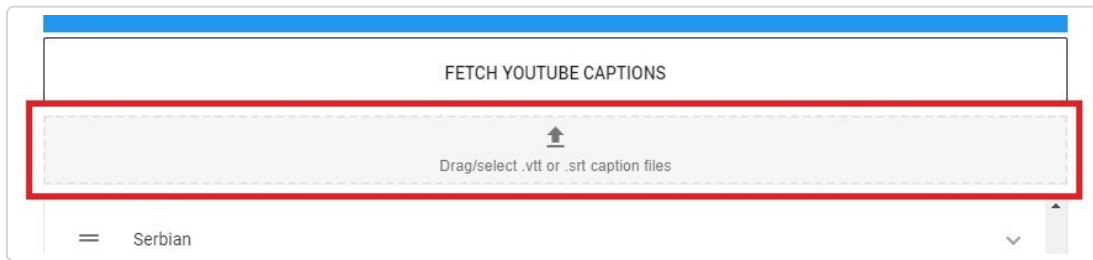 FETCH YOUTUBE CAPTIONS
Drag/select .vtt or .srt caption files
Serbian